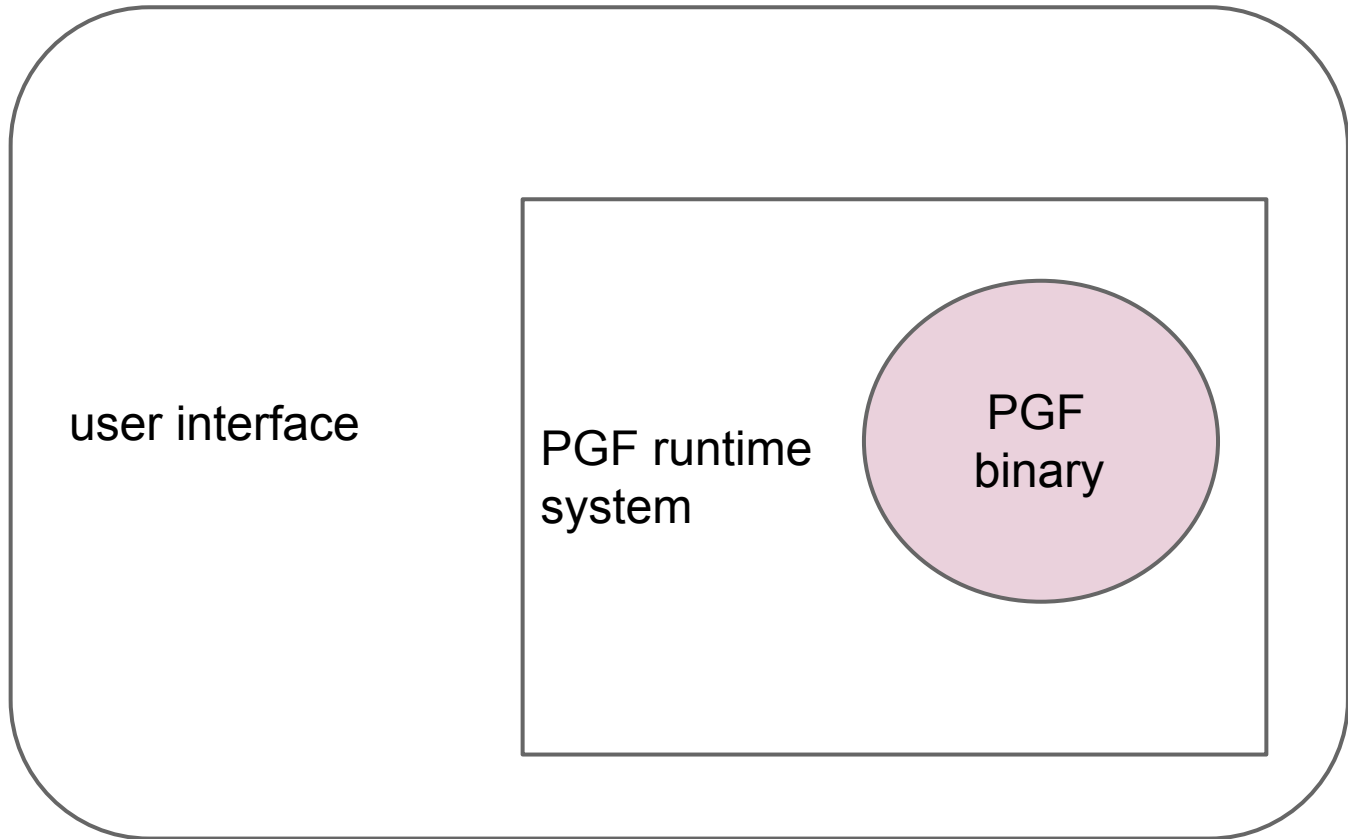 user interface
PGF runtime
system
PGF
binary